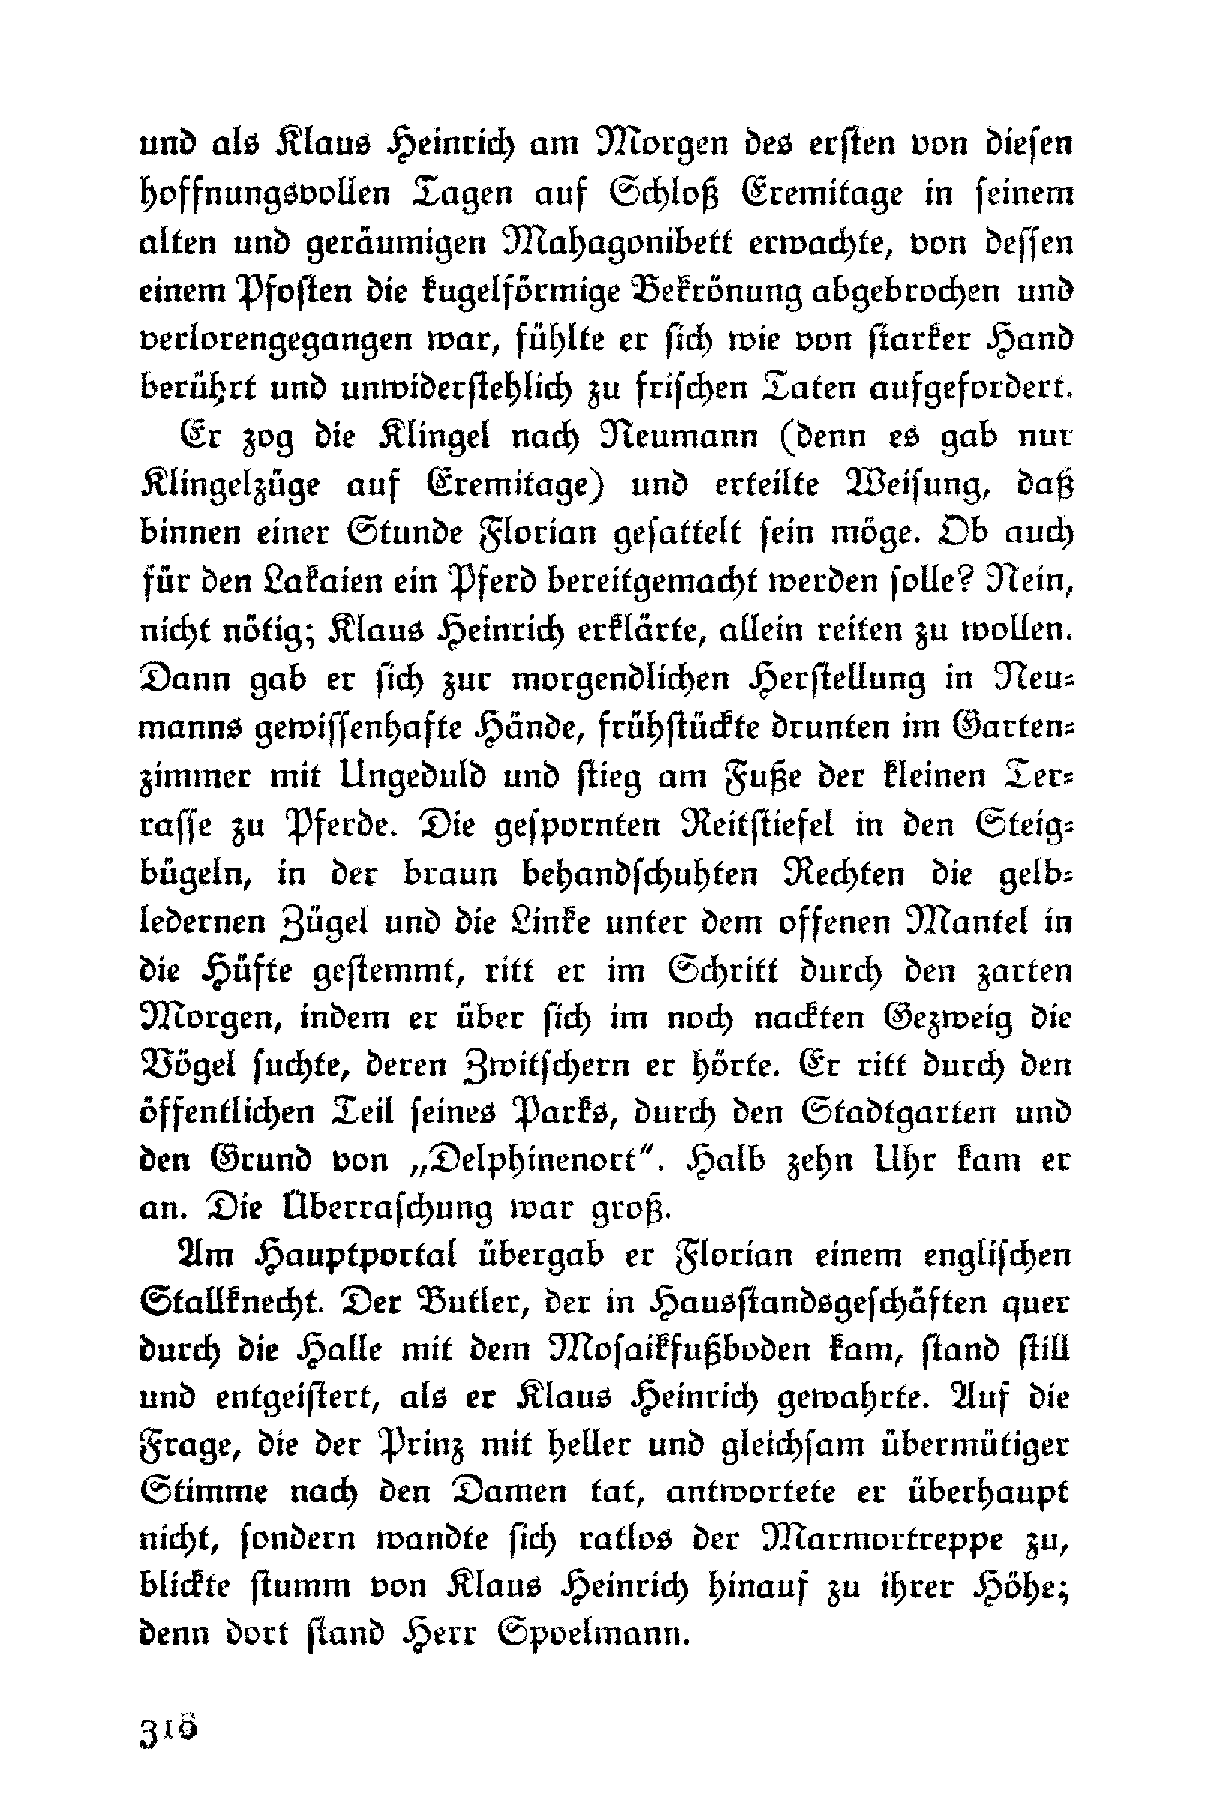 und als Klaus Heinrich am Morgen des ersten von diesen
hoffnungsvollen Tagen auf Schloß Eremitage in seinem
alten und geräumigen Mahagonibett erwachte, von dessen
einem Pfosten die kugelförmige Bekrönung abgebrochen und
verlorengegangen war, fühlte er sich wie von starker Hand
berührt und unwiderstehlich zu frischen Taten aufgefordert.
Er zog die Klingel nach Neumann (denn es gab nur
Klingelzüge auf Eremitage) und erteilte Weisung, daß
binnen einer Stunde Florian gesattelt sein möge. Ob auch
für den Lakaien ein Pferd bereitgemacht werden solle? Nein,
nicht nötig; Klaus Heinrich erklärte, allein reiten zu wollen.
Dann gab er sich zur morgendlichen Herstellung in Neu-
manns gewissenhafte Hände, frühstückte drunten im Garten-
zimmer mit Ungeduld und stieg am Fuße der kleinen Ter-
rasse zu Pferde. Die gespornten Reitstiefel in den Steig-
bügeln, in der braun behandschuhten Rechten die gelb-
ledernen Zügel und die Linke unter dem offenen Mantel in
die Hüfte gestemmt, ritt er im Schritt durch den zarten
Morgen, indem er über sich im noch nackten Gezweig die
Vögel suchte, deren Zwitschern er hörte. Er ritt durch den
öffentlichen Teil seines Parks, durch den Stadtgarten und
den Grund von „Delphinenort". Halb zehn Uhr kam er
an. Die Überraschung war groß.
Am Hauptportal übergab er Florian einem englischen
Stallknecht. Der Butler, der in Hausstandsgeschäften quer
durch die Halle mit dem Mosaikfußboden kam, stand still
und entgeistert, als er Klaus Heinrich gewahrte. Auf die
Frage, die der Prinz mit heller und gleichsam übermütiger
Stimme nach den Damen tat, antwortete er überhaupt
nicht, sondern wandte sich ratlos der Marmortreppe zu,
blickte stumm von Klaus Heinrich hinauf zu ihrer Höhe;
denn dort stand Herr Spoelmann.